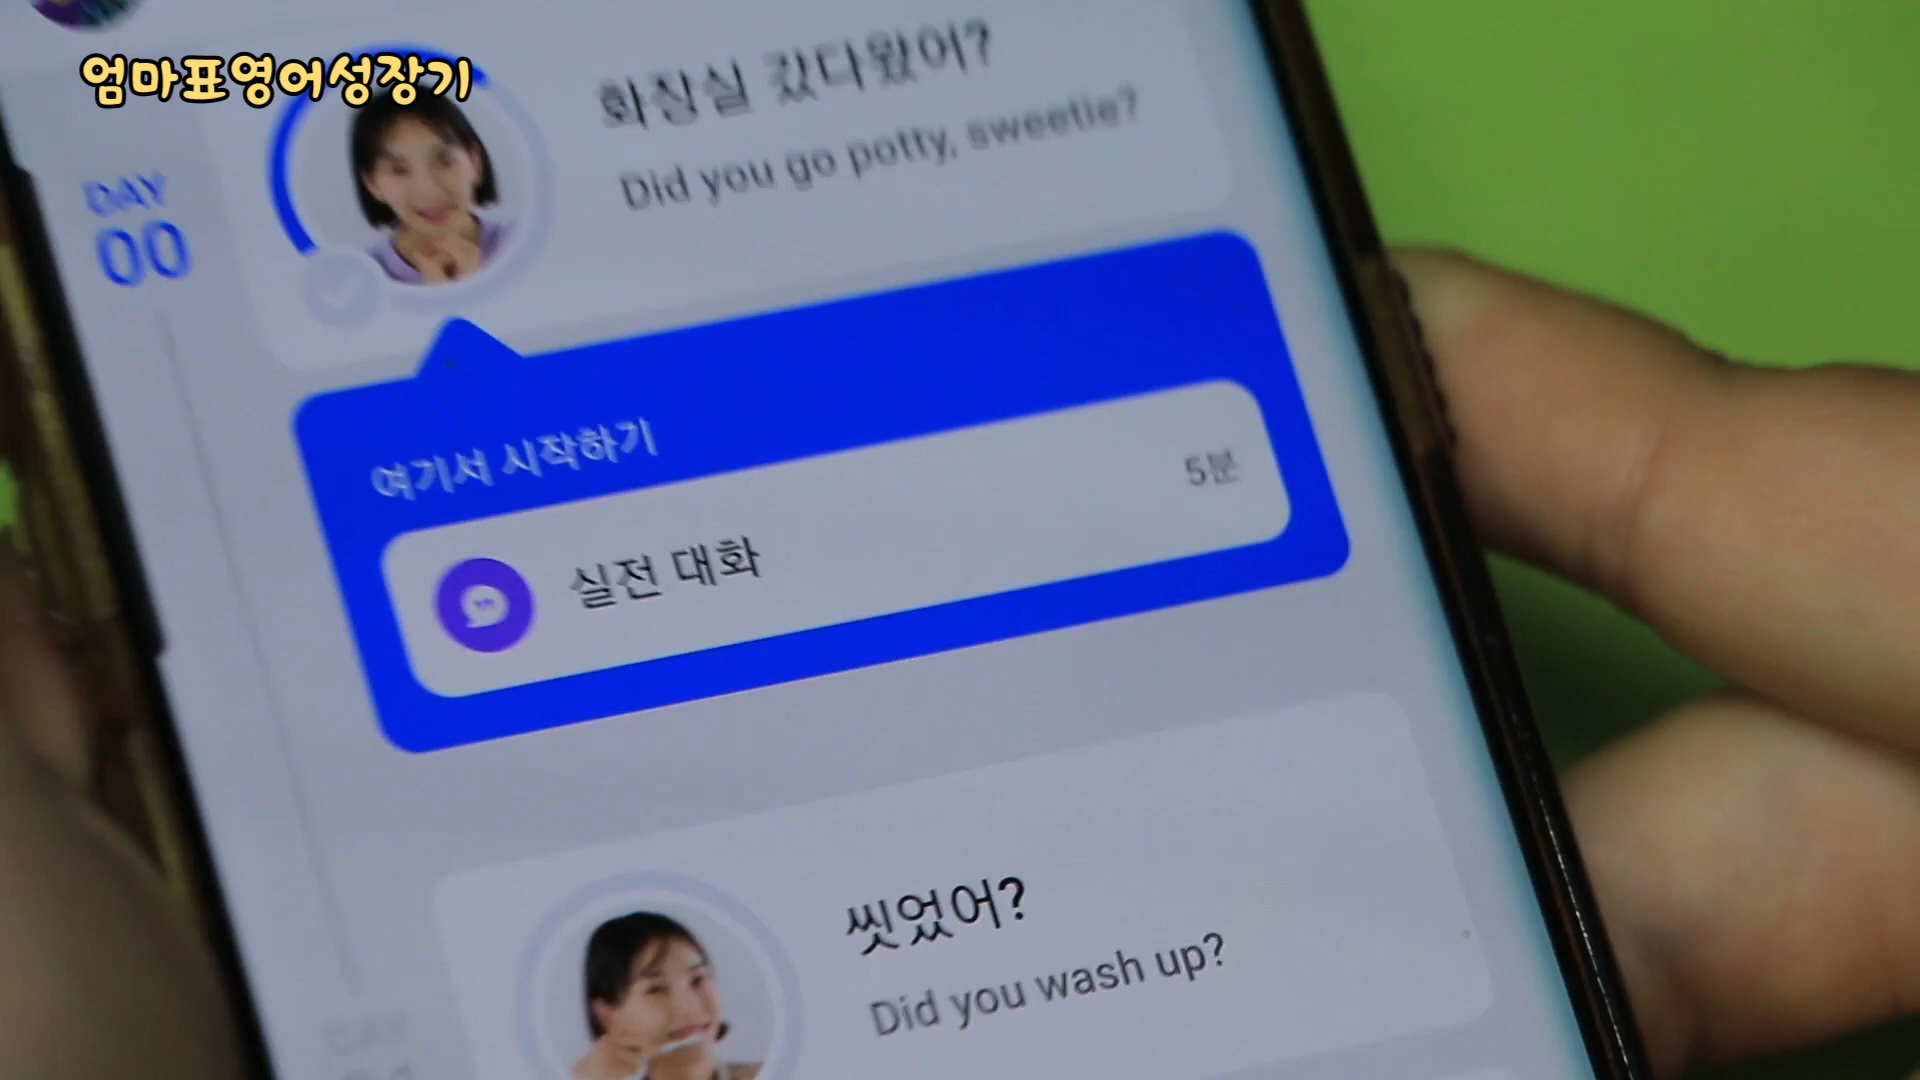 엄마표영어성장기
화장실 갔다왔어?
Did you go potty, sweetie?
DAY
00
여기서 시작하기
실전 대화
5분
씻었어?
Did you wash up?
DAY